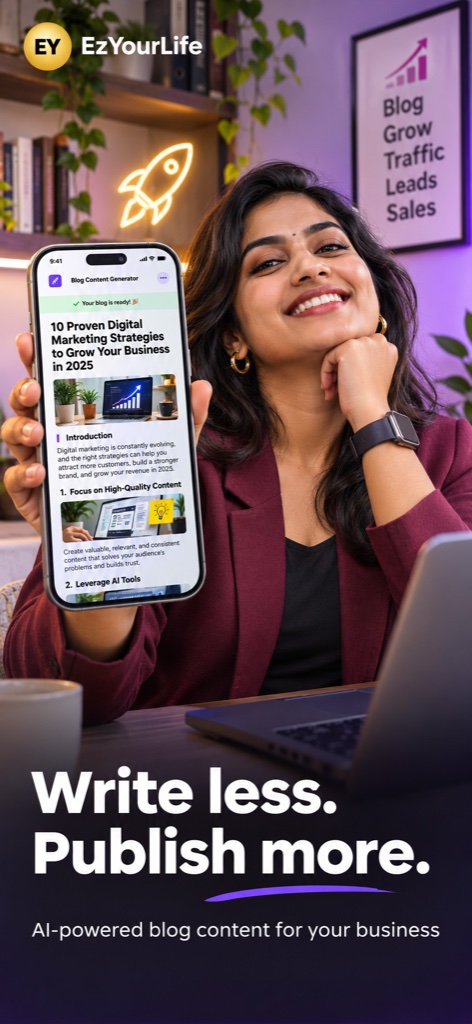 EY EzYourLife
Blog
Grow
Traffic
Leads
Sales
9:41
Blog Content Generator
Your blog is ready!
10 Proven Digital
Marketing Strategies
to Grow Your Business
in 2025
Introduction
Digital marketing is constantly evolving,
and the right strategies can help you
attract more customers, build a stronger
brand, and grow your revenue in 2025.
1. Focus on High-Quality Content
Create valuable, relevant, and consistent
content that solves your audience's
problems and builds trust.
2. Leverage AI Tools
Write less.
Publish more.
AI-powered blog content for your business